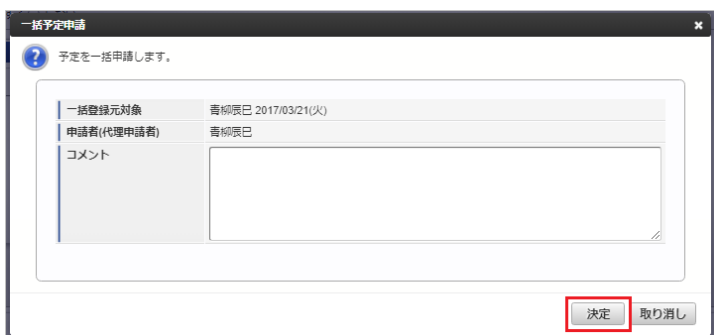 一括予定申請
予定を一括申請します。
一括登録元対象 青柳辰巳 2017/03/21(火)
申請者(代理申請者) 青柳辰巳
コメント
決定 取り消し